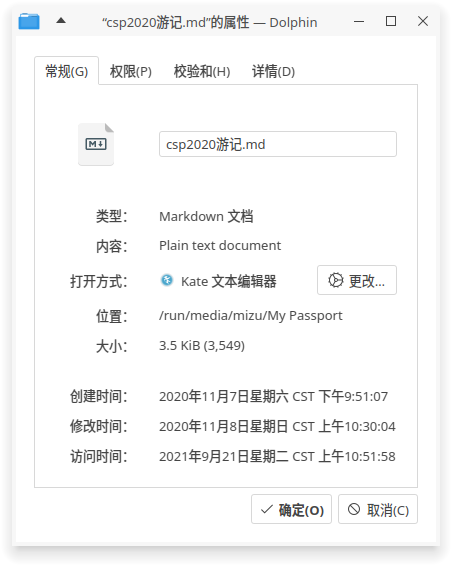 “csp2020游记.md”的属性 — Dolphin
常规(G) 权限(P) 校验和(H) 详情(D)
M↓
csp2020游记.md
类型： Markdown 文档
内容： Plain text document
打开方式： Kate 文本编辑器 更改...
位置： /run/media/mizu/My Passport
大小： 3.5 KiB (3,549)
创建时间： 2020年11月7日星期六 CST 下午9:51:07
修改时间： 2020年11月8日星期日 CST 上午10:30:04
访问时间： 2021年9月21日星期二 CST 上午10:51:58
确定(O) 取消(C)